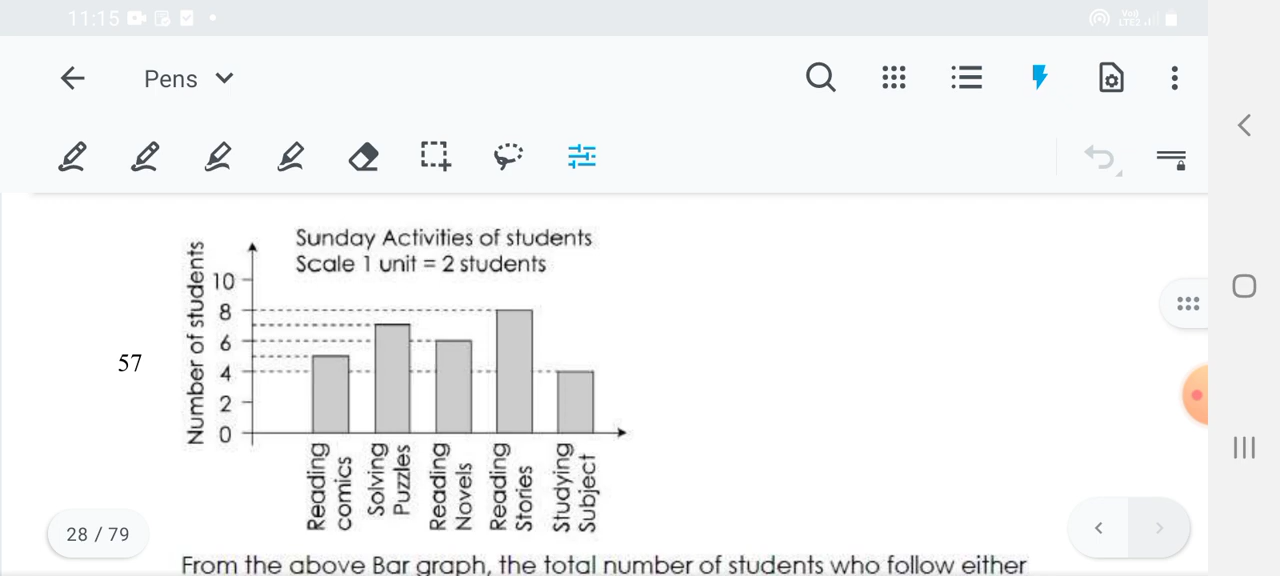 11:15
Vo))
LTE2
Pens
Sunday Activities of students
Scale 1 unit = 2 students
Number of students
10
8
6
4
2
0
57
Reading comics
Solving Puzzles
Reading Novels
Reading Stories
Studying Subject
28 / 79
From the above Bar graph, the total number of students who follow either